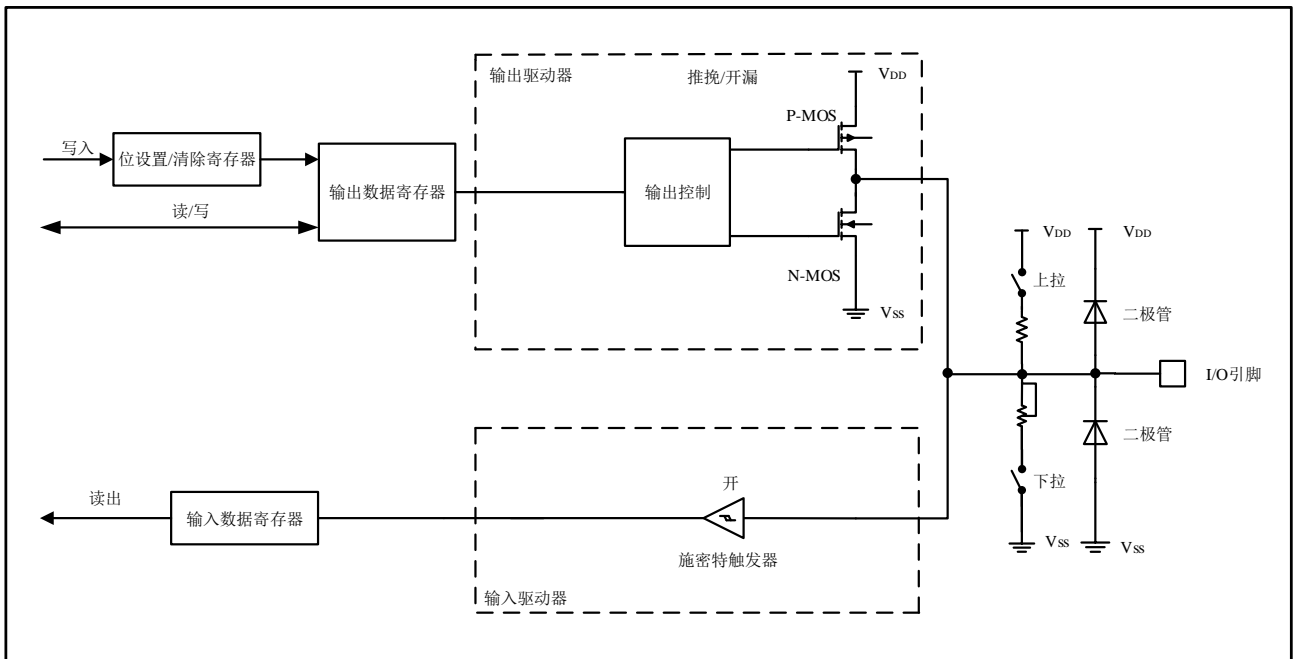 输出驱动器
推挽/开漏
VDD
P-MOS
写入
位设置/清除寄存器
输出数据寄存器
输出控制
读/写
N-MOS
VSS
VDD
VDD
上拉
二极管
I/O引脚
二极管
下拉
VSS
VSS
读出
输入数据寄存器
开
施密特触发器
输入驱动器